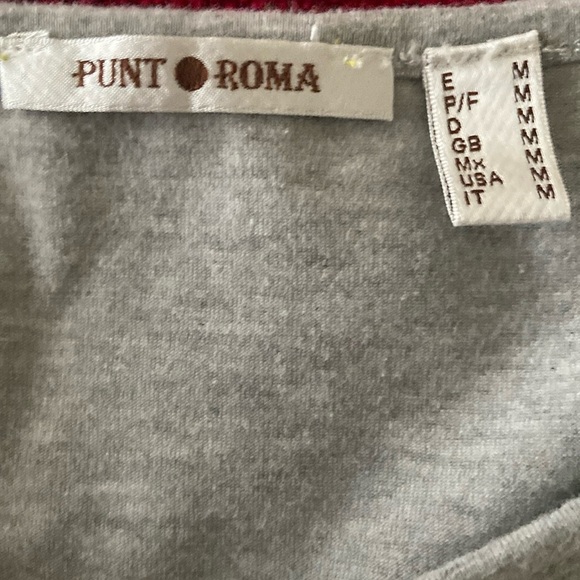 PUNT ROMA
E M
P/F M
D M
GB M
Mx M
USA M
IT M